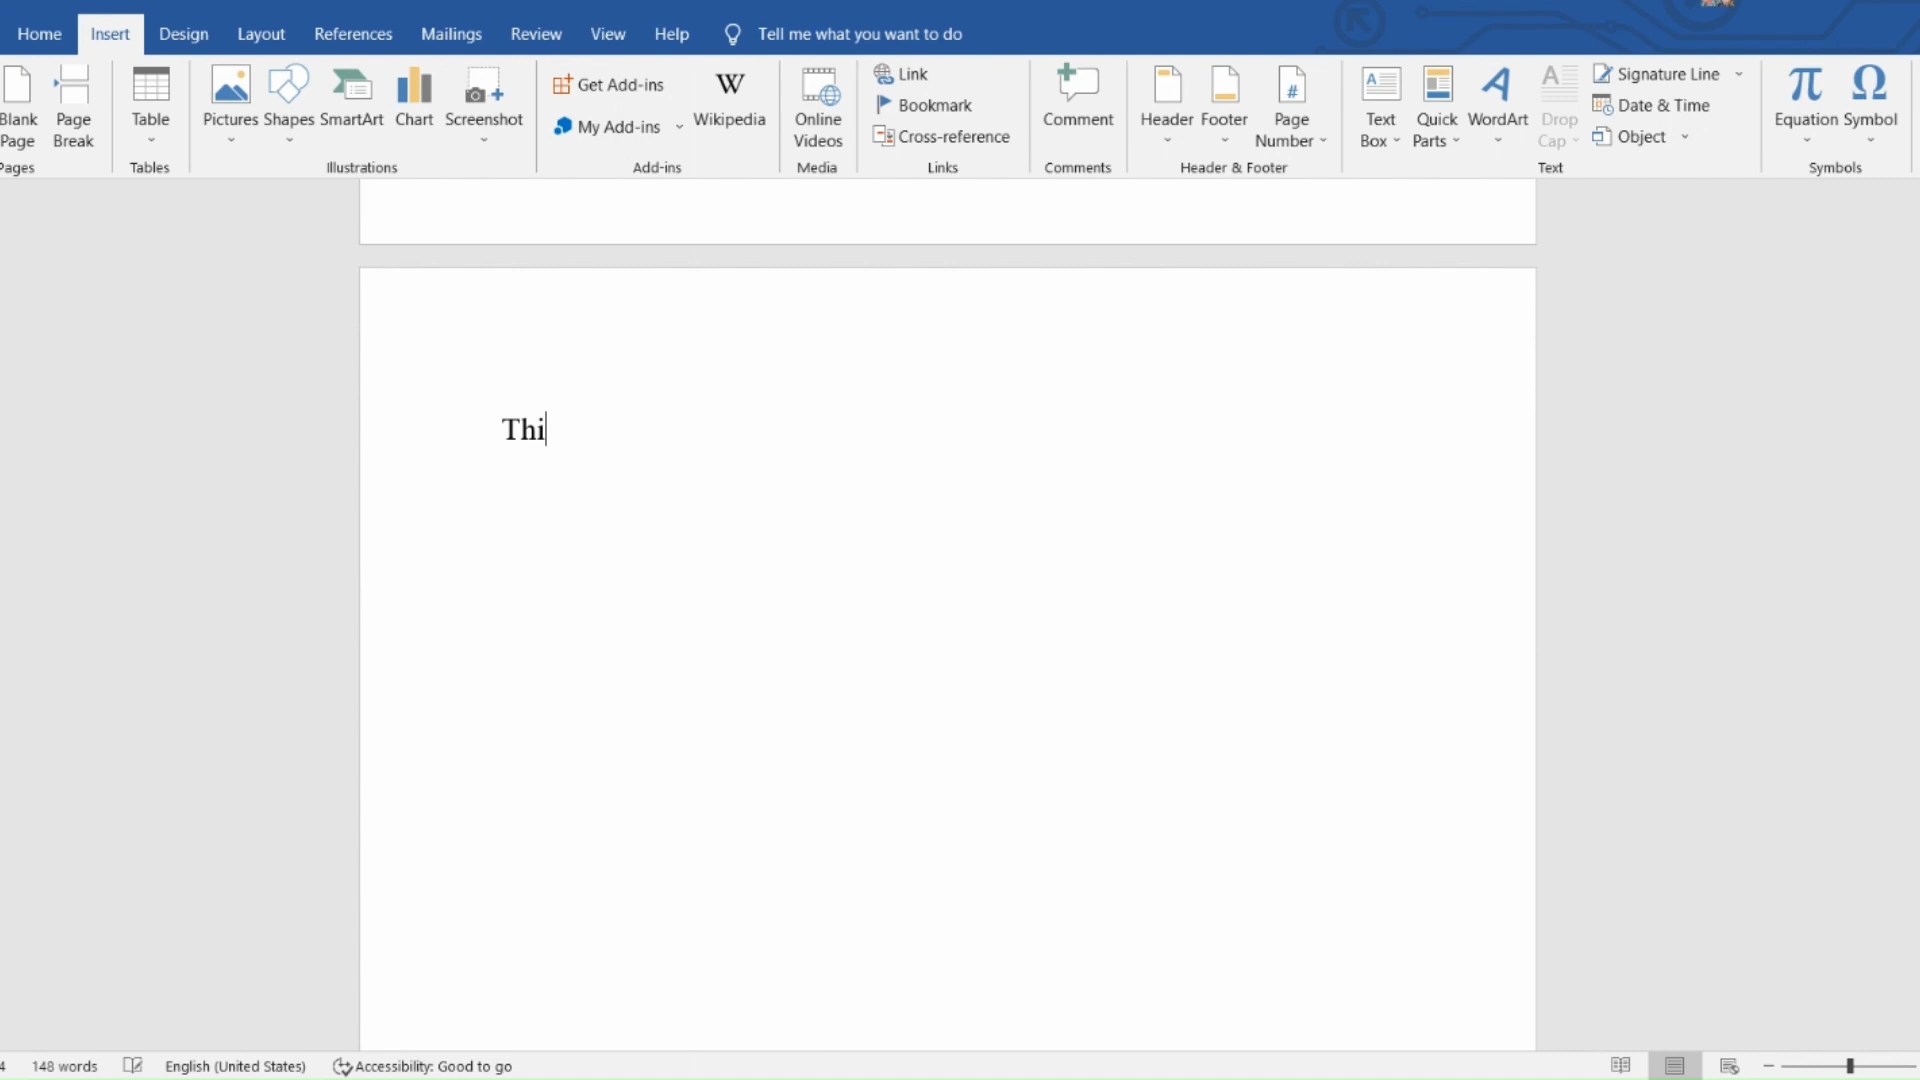 Home Insert Design Layout References Mailings Review View Help Tell me what you want to do
Blank Page
Page Break
Pages
Table
Tables
Pictures Shapes SmartArt Chart Screenshot
Illustrations
Get Add-ins
My Add-ins
Wikipedia
Add-ins
Online Videos
Media
Link
Bookmark
Cross-reference
Links
Comment
Comments
Header Footer Page Number
Header & Footer
Text Box
Quick Parts
WordArt
Drop Cap
Signature Line
Date & Time
Object
Text
Equation Symbol
Symbols
Thi
4 148 words English (United States) Accessibility: Good to go